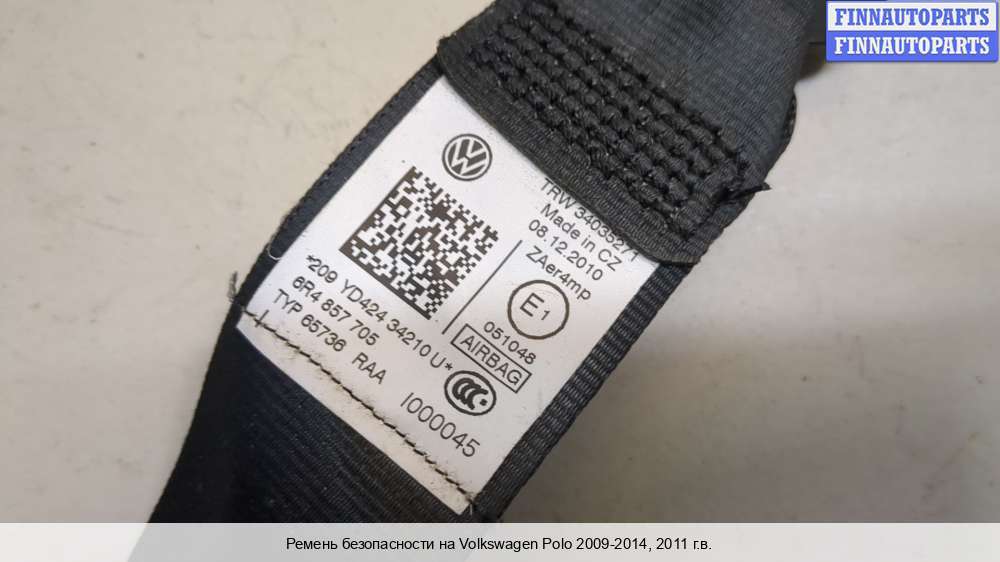 FINNAUTOPARTS
FINNAUTOPARTS
TRW 34035271
Made in CZ
08.12.2010
ZAer4mp
E1
051048
AIRBAG
*209 YD424 34210 U*
6R4 857 705
TYP 65736 RAA
I000045
Ремень безопасности на Volkswagen Polo 2009-2014, 2011 г.в.